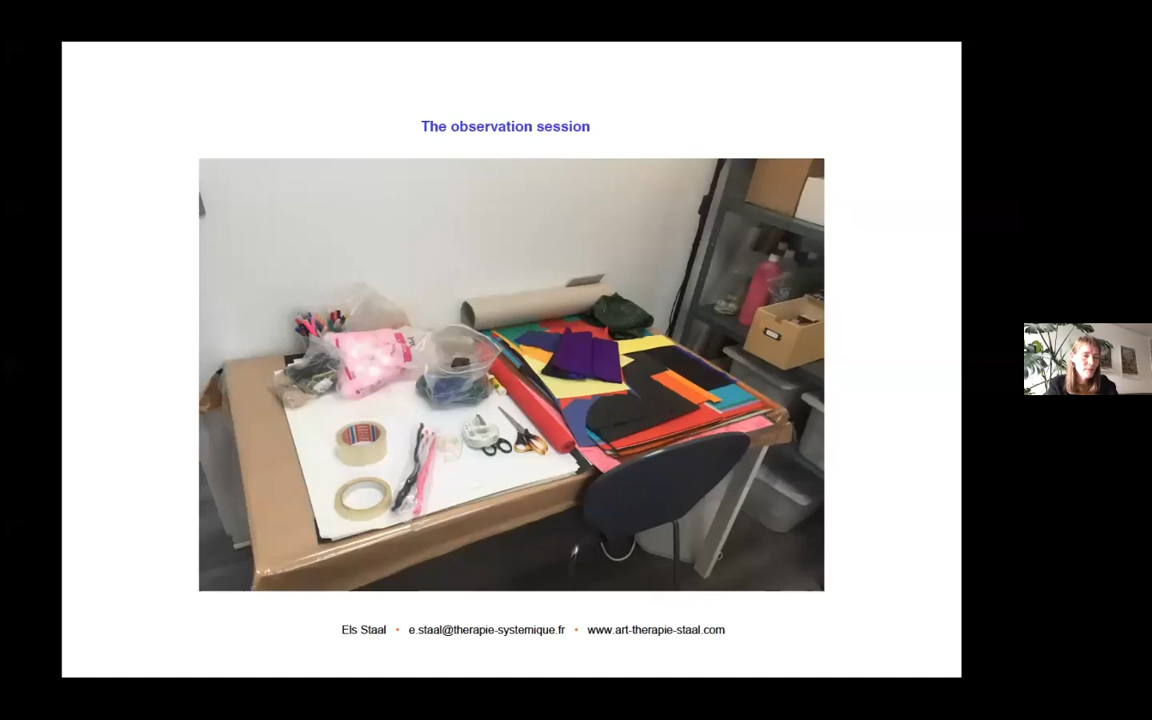 The observation session
Els Staal • e.staal@therapie-systemique.fr • www.art-therapie-staal.com